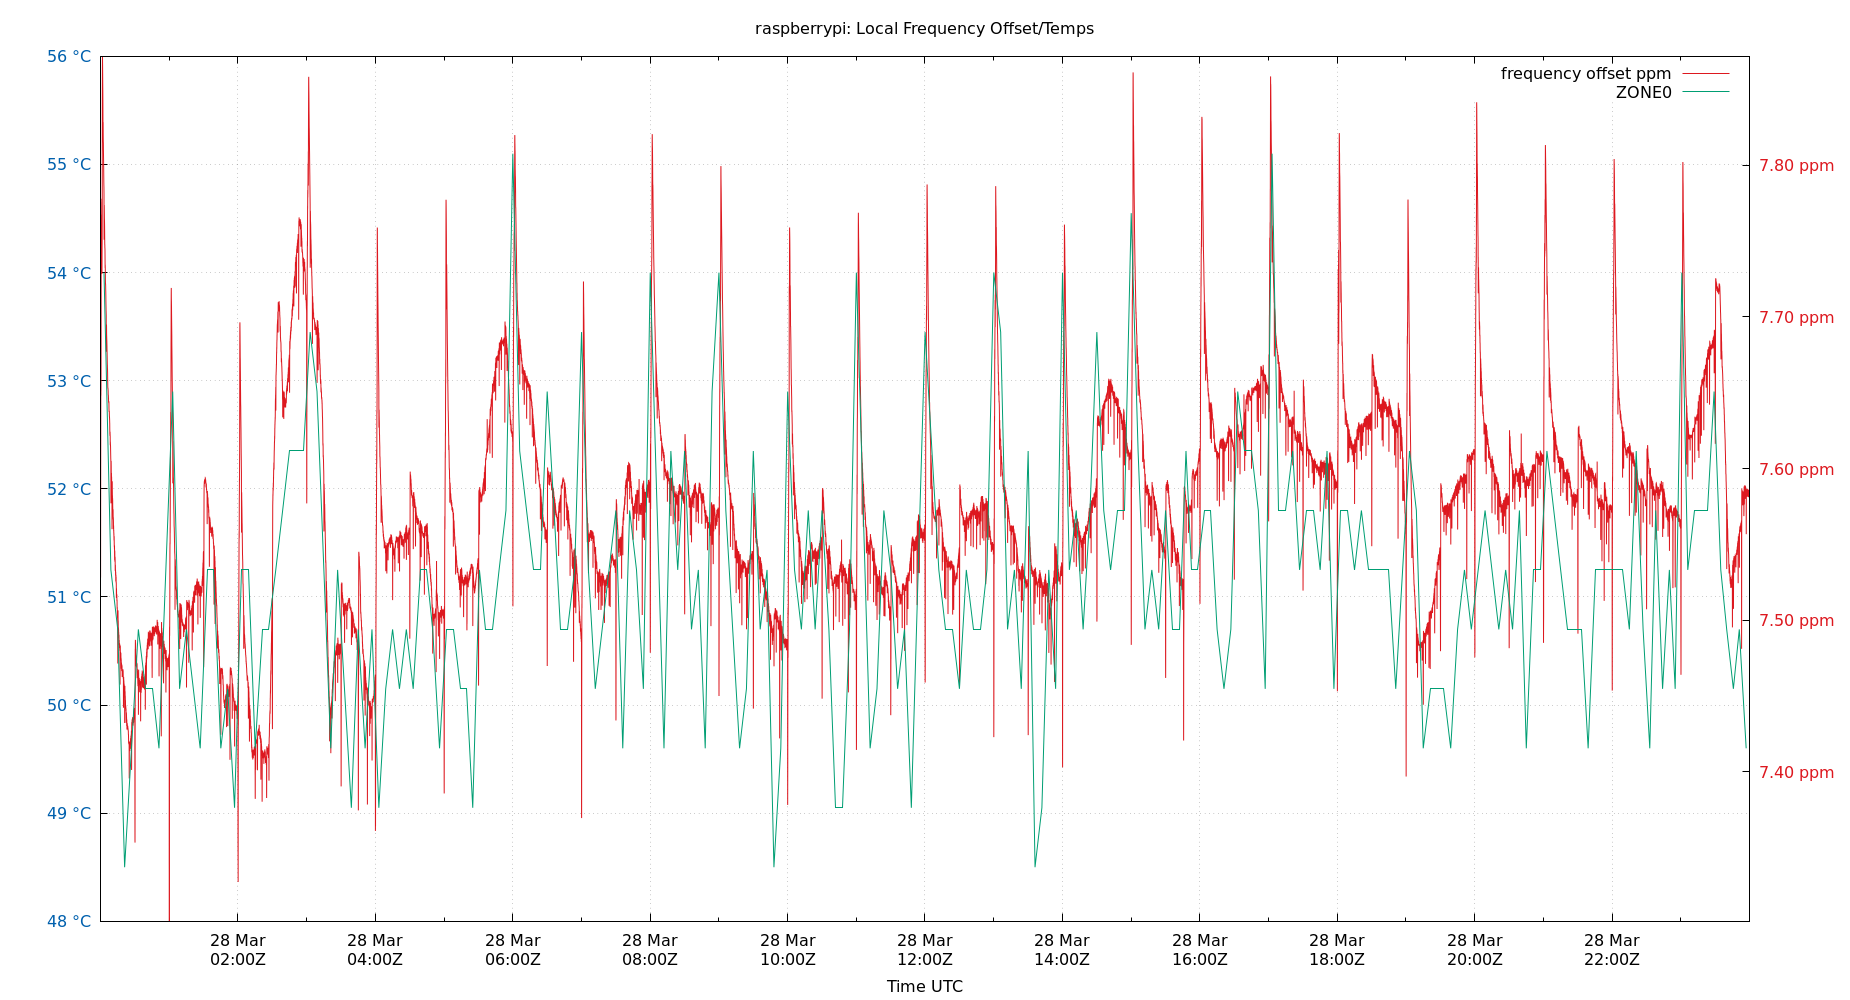 raspberrypi: Local Frequency Offset/Temps
frequency offset ppm
ZONE0
56 °C
55 °C
54 °C
53 °C
52 °C
51 °C
50 °C
49 °C
48 °C
7.80 ppm
7.70 ppm
7.60 ppm
7.50 ppm
7.40 ppm
28 Mar
02:00Z
28 Mar
04:00Z
28 Mar
06:00Z
28 Mar
08:00Z
28 Mar
10:00Z
28 Mar
12:00Z
28 Mar
14:00Z
28 Mar
16:00Z
28 Mar
18:00Z
28 Mar
20:00Z
28 Mar
22:00Z
Time UTC